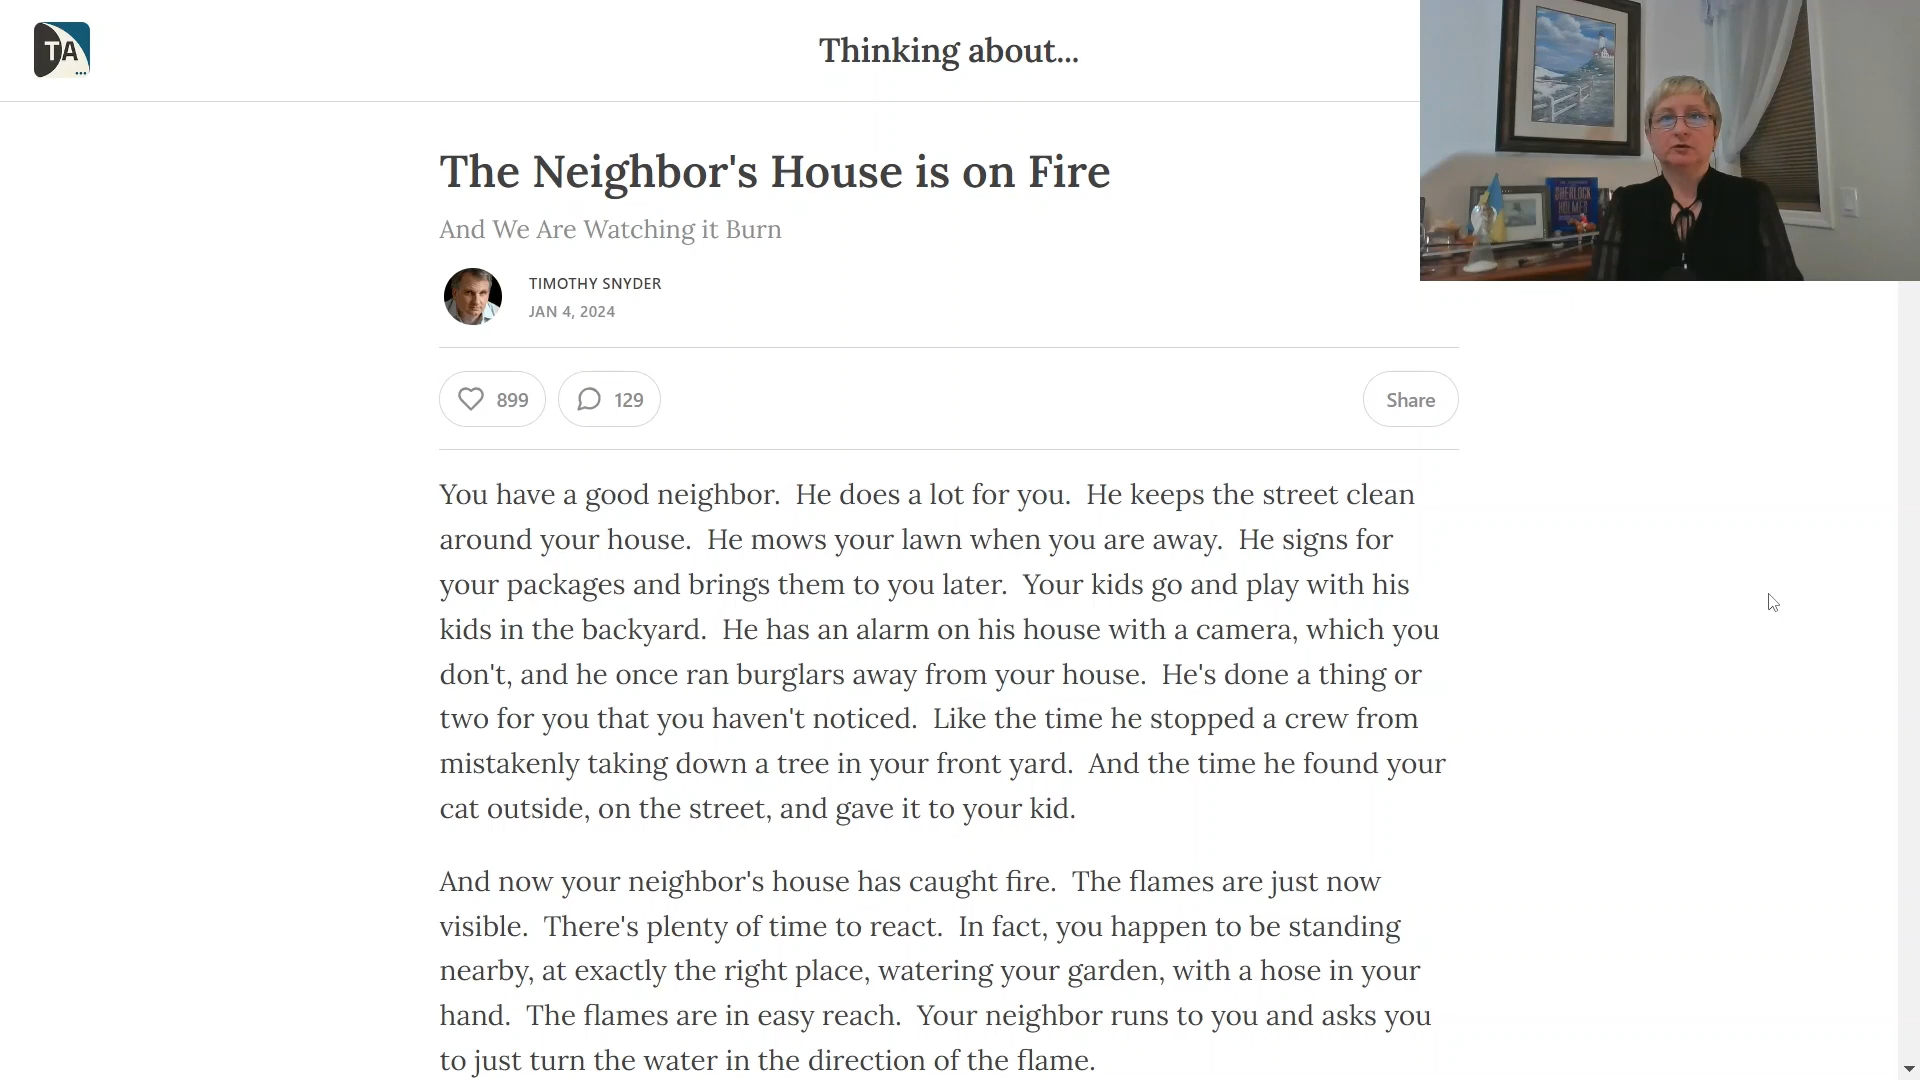 TA
Thinking about...
The Neighbor's House is on Fire
And We Are Watching it Burn
TIMOTHY SNYDER
JAN 4, 2024
899
129
Share
You have a good neighbor.  He does a lot for you.  He keeps the street clean
around your house.  He mows your lawn when you are away.  He signs for
your packages and brings them to you later.  Your kids go and play with his
kids in the backyard.  He has an alarm on his house with a camera, which you
don't, and he once ran burglars away from your house.  He's done a thing or
two for you that you haven't noticed.  Like the time he stopped a crew from
mistakenly taking down a tree in your front yard.  And the time he found your
cat outside, on the street, and gave it to your kid.
And now your neighbor's house has caught fire.  The flames are just now
visible.  There's plenty of time to react.  In fact, you happen to be standing
nearby, at exactly the right place, watering your garden, with a hose in your
hand.  The flames are in easy reach.  Your neighbor runs to you and asks you
to just turn the water in the direction of the flame.
SHERLOCK
HOLMES